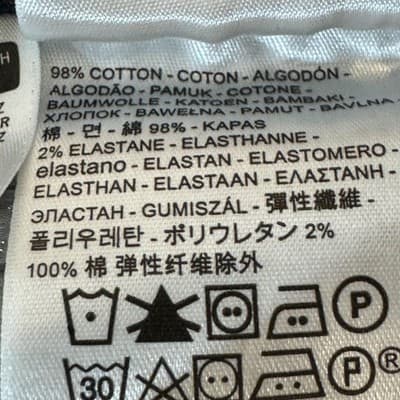 H
98% COTTON - COTON - ALGODÓN -
ALGODÃO - PAMUK - COTONE -
BAUMWOLLE - KATOEN - BAMBAKI -
ХЛОПОК - BAWEŁNA - PAMUT - BAVLNA -
棉 - 면 - 綿 98% - KAPAS
2% ELASTANE - ELASTHANNE -
elastano - ELASTAN - ELASTOMERO -
ELASTHAN - ELASTAAN - ΕΛΑΣΤΑΝΗ -
ЭЛАСТАН - GUMISZÁL - 彈性纖維 -
폴리우레탄 - ポリウレタン 2%
100% 棉 弹性纤维除外
P
30
P ®